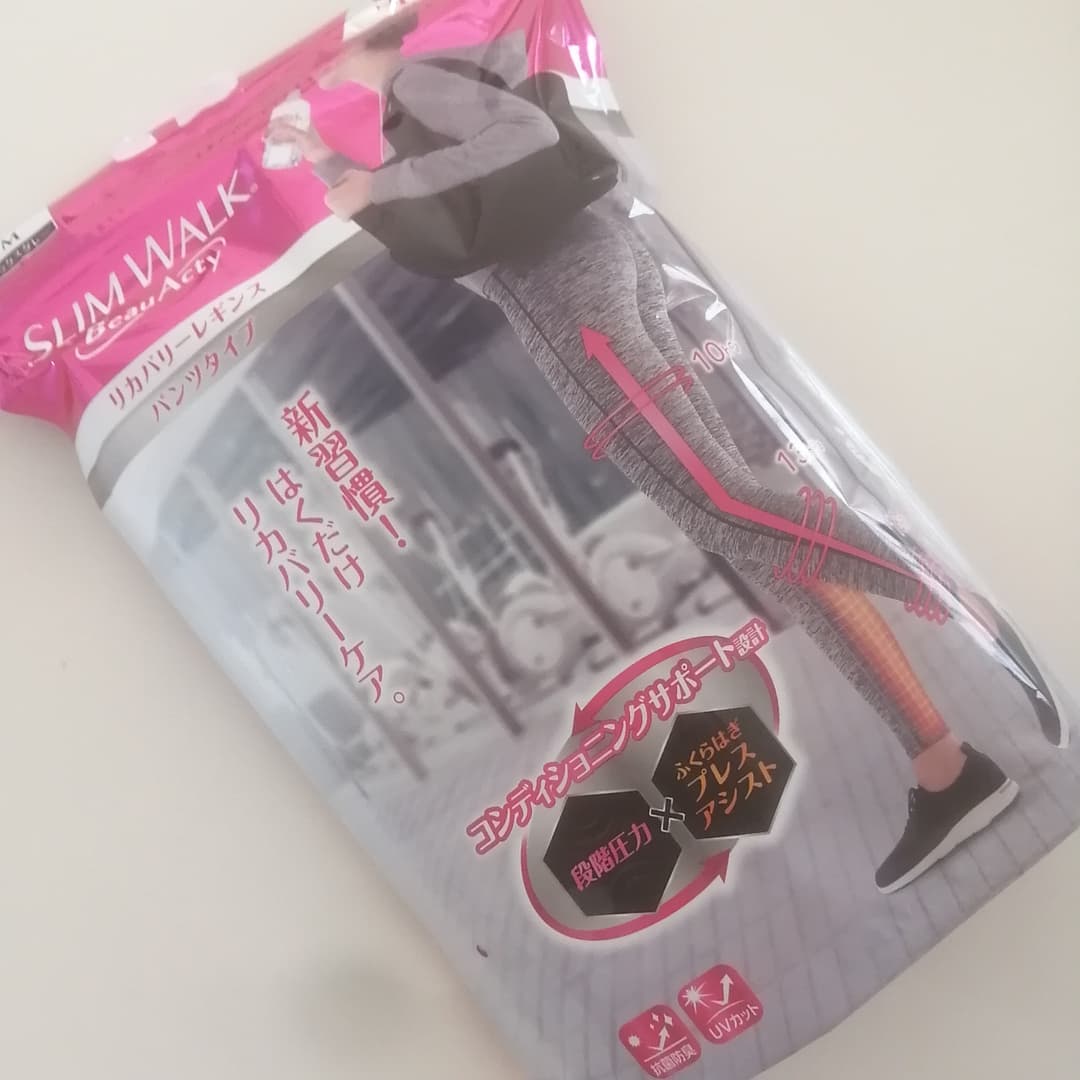 M
SLIM WALK
BeauActy
リカバリーレギンス
パンツタイプ
新習慣!
はくだけ
リカバリーケア。
10
コンディショニングサポート設計
段階圧力
×
ふくらはぎ
プレス
アシスト
抗菌防臭
UVカット